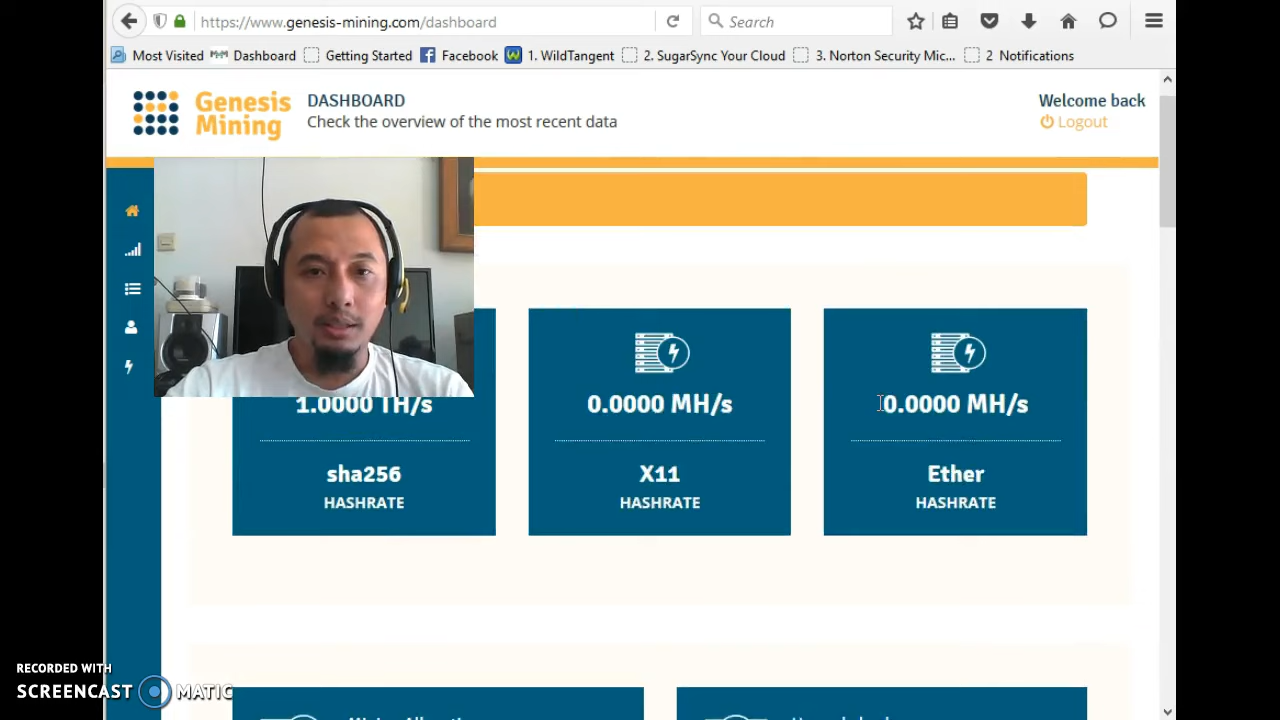 https://www.genesis-mining.com/dashboard
Search
Most Visited Dashboard Getting Started Facebook 1. WildTangent 2. SugarSync Your Cloud 3. Norton Security Mic... 2 Notifications
Genesis
Mining
DASHBOARD
Check the overview of the most recent data
Welcome back
Logout
1.0000 TH/s
sha256
HASHRATE
0.0000 MH/s
X11
HASHRATE
0.0000 MH/s
Ether
HASHRATE
RECORDED WITH
SCREENCAST MATIC